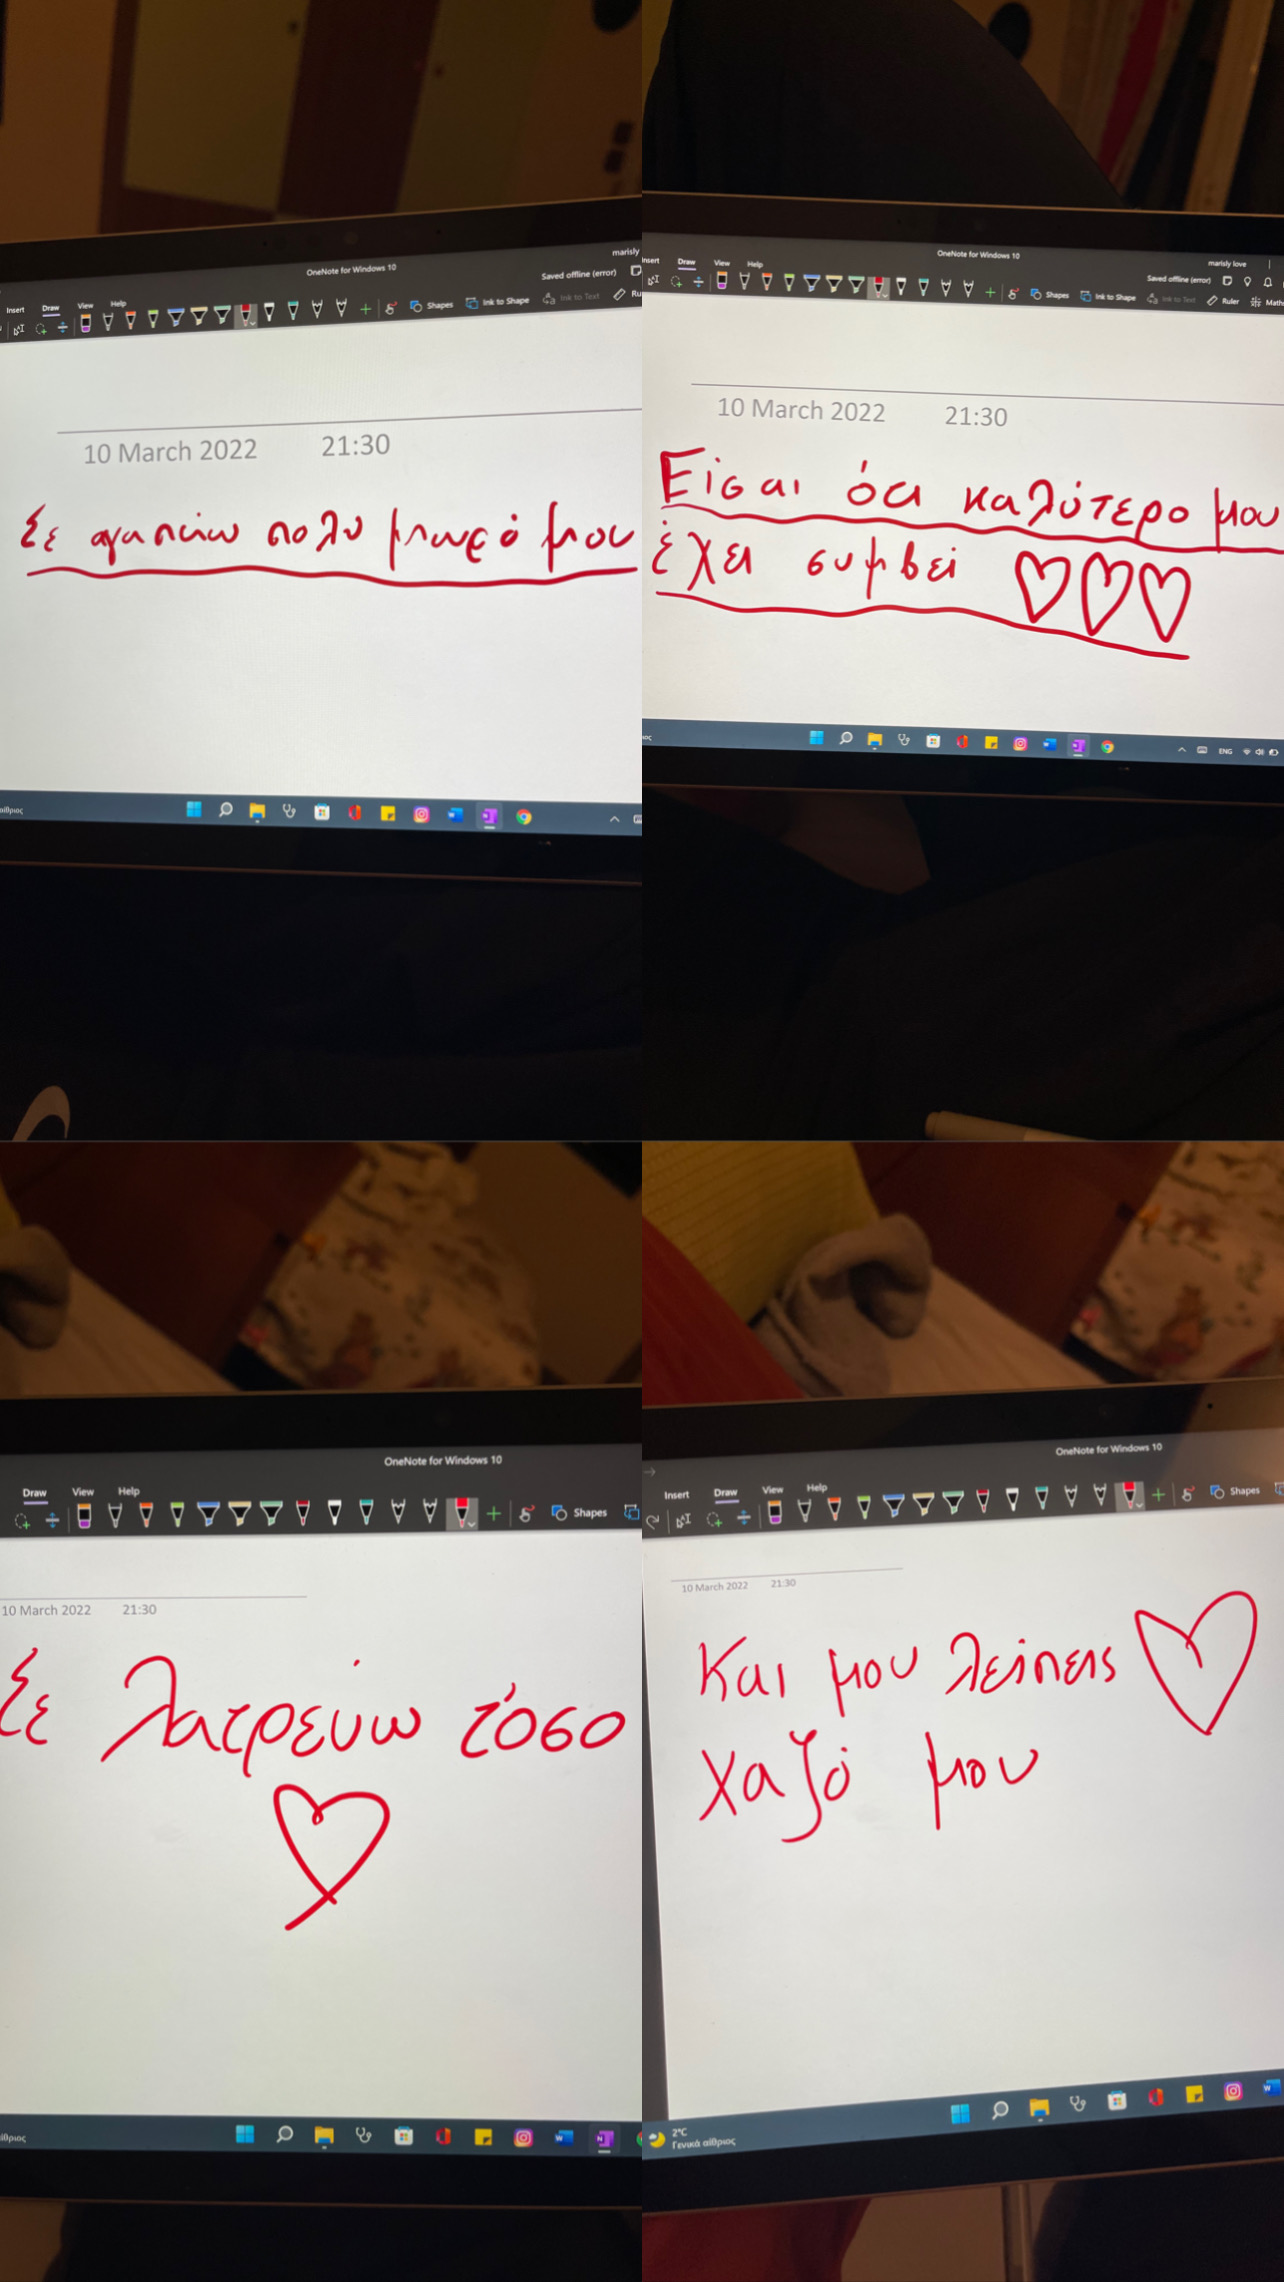 marisly
OneNote for Windows 10
Saved offline (error)
Insert Draw View Help
Shapes Ink to Shape Ink to Text Ru
10 March 2022 21:30
Σε αγαπάω πολυ μωρό μου
ίθριος
OneNote for Windows 10
marisly love
nsert Draw View Help
Saved offline (error)
Shapes Ink to Shape Ink to Text Ruler Math
10 March 2022 21:30
Είσαι ότι καλύτερο μου
έχει συμβεί
ος
ENG
OneNote for Windows 10
Draw View Help
Shapes
10 March 2022 21:30
Σε λατρεύω τόσο
ίθριος
OneNote for Windows 10
Insert Draw View Help
Shapes
10 March 2022 21:30
Και μου λείπεις
χαζό μου
2°C
Γενικά αίθριος